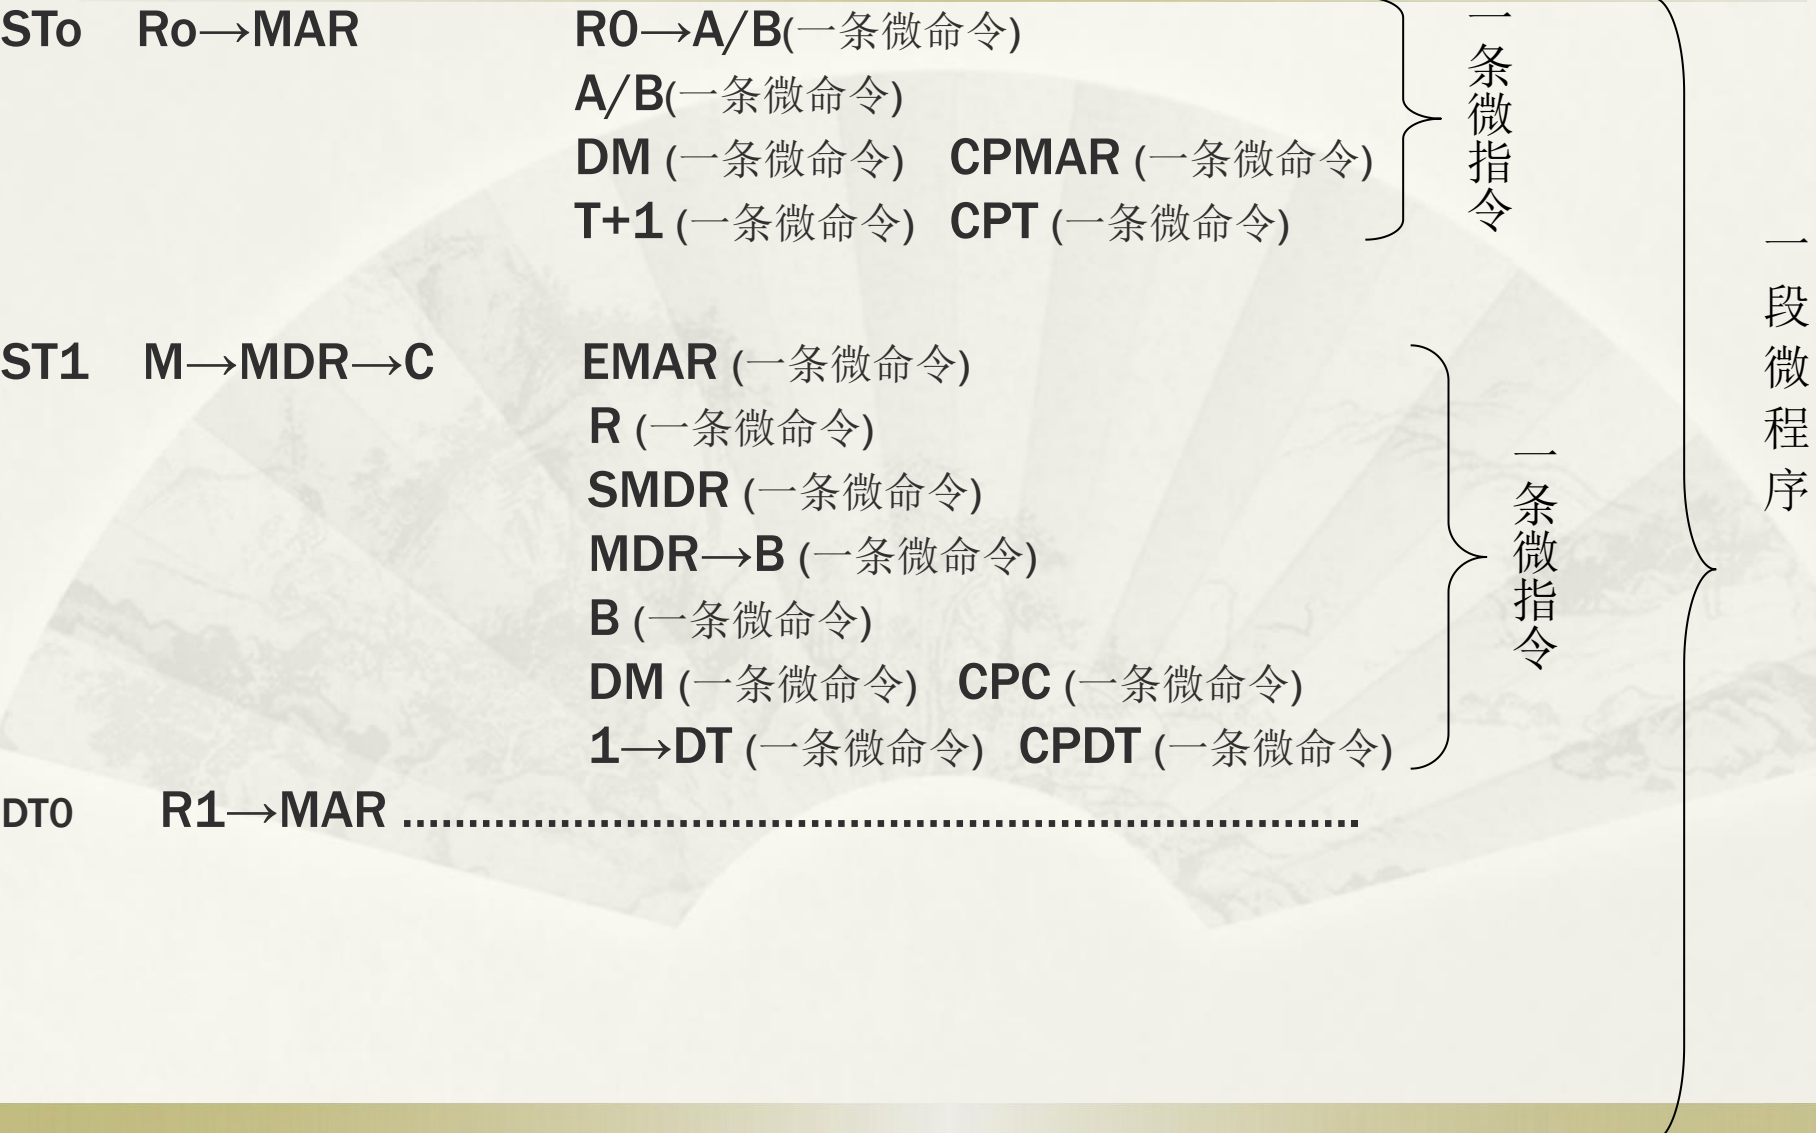 STo Ro→MAR R0→A/B(一条微命令)
A/B(一条微命令)
DM (一条微命令) CPMAR (一条微命令)
T+1 (一条微命令) CPT (一条微命令)
一条微指令
ST1 M→MDR→C EMAR (一条微命令)
R (一条微命令)
SMDR (一条微命令)
MDR→B (一条微命令)
B (一条微命令)
DM (一条微命令) CPC (一条微命令)
1→DT (一条微命令) CPDT (一条微命令)
一条微指令
DT0 R1→MAR ........................................................................
一段微程序